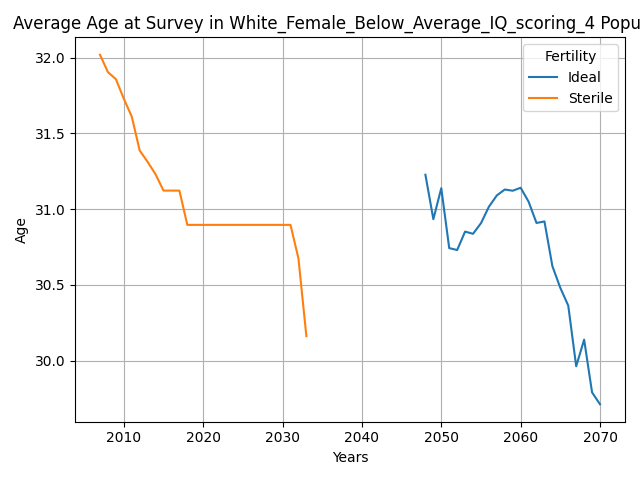 Average Age at Survey in White_Female_Below_Average_IQ_scoring_4 Popu
Fertility
Ideal
Sterile
32.0
31.5
31.0
30.5
30.0
Age
2010 2020 2030 2040 2050 2060 2070
Years